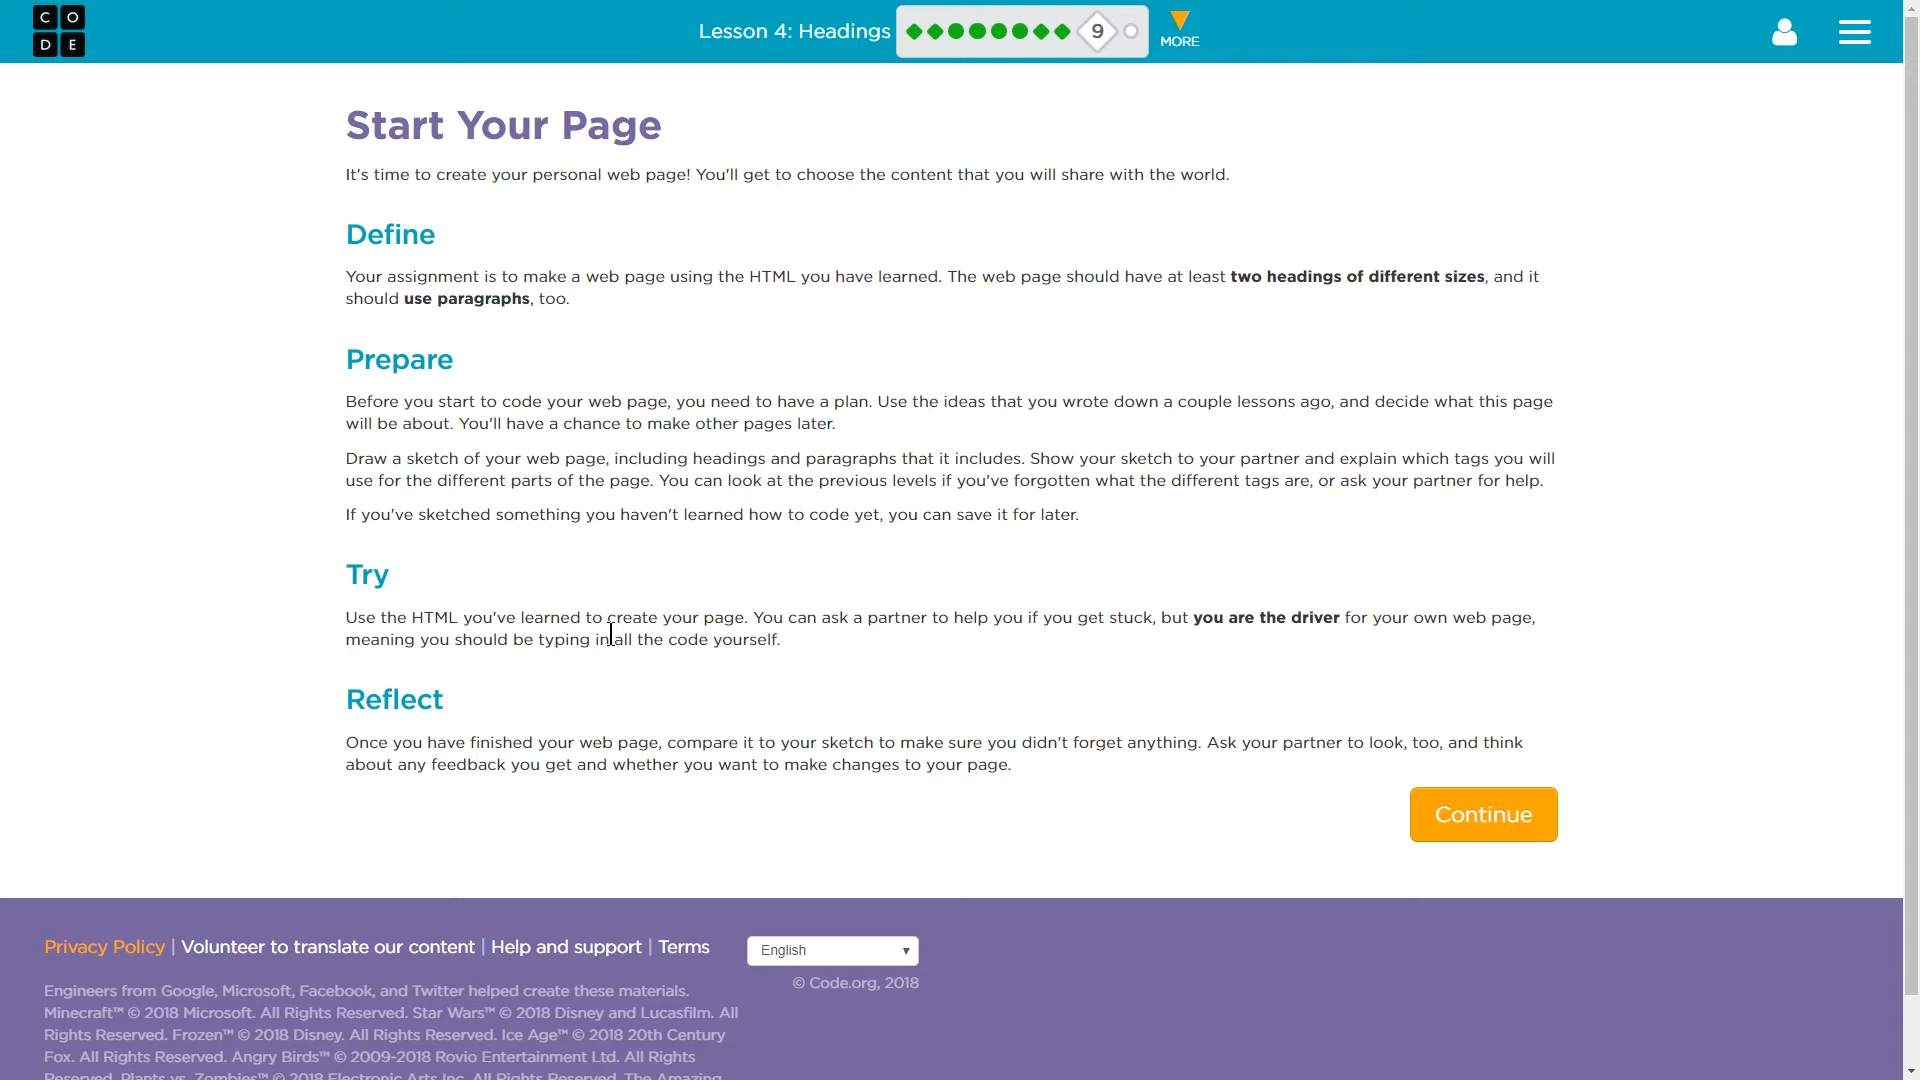 C O
D E
Lesson 4: Headings
9
MORE
Start Your Page
It's time to create your personal web page! You'll get to choose the content that you will share with the world.
Define
Your assignment is to make a web page using the HTML you have learned. The web page should have at least two headings of different sizes, and it
should use paragraphs, too.
Prepare
Before you start to code your web page, you need to have a plan. Use the ideas that you wrote down a couple lessons ago, and decide what this page
will be about. You'll have a chance to make other pages later.
Draw a sketch of your web page, including headings and paragraphs that it includes. Show your sketch to your partner and explain which tags you will
use for the different parts of the page. You can look at the previous levels if you've forgotten what the different tags are, or ask your partner for help.
If you've sketched something you haven't learned how to code yet, you can save it for later.
Try
Use the HTML you've learned to create your page. You can ask a partner to help you if you get stuck, but you are the driver for your own web page,
meaning you should be typing in all the code yourself.
Reflect
Once you have finished your web page, compare it to your sketch to make sure you didn't forget anything. Ask your partner to look, too, and think
about any feedback you get and whether you want to make changes to your page.
Continue
Privacy Policy | Volunteer to translate our content | Help and support | Terms
English
© Code.org, 2018
Engineers from Google, Microsoft, Facebook, and Twitter helped create these materials.
Minecraft™ © 2018 Microsoft. All Rights Reserved. Star Wars™ © 2018 Disney and Lucasfilm. All
Rights Reserved. Frozen™ © 2018 Disney. All Rights Reserved. Ice Age™ © 2018 20th Century
Fox. All Rights Reserved. Angry Birds™ © 2009-2018 Rovio Entertainment Ltd. All Rights
Reserved. Plants vs. Zombies™ © 2018 Electronic Arts Inc. All Rights Reserved. The Amazing